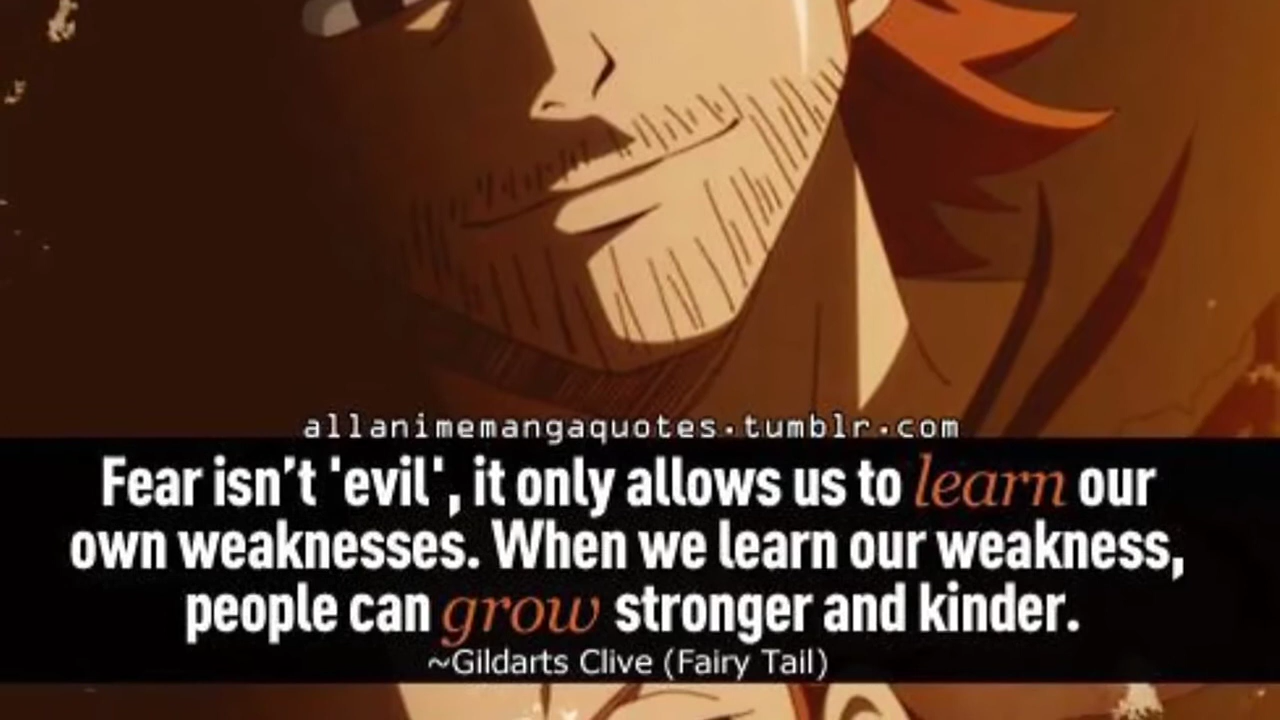 allanimemangaquotes.tumblr.com
Fear isn’t 'evil', it only allows us to learn our
own weaknesses. When we learn our weakness,
people can grow stronger and kinder.
~Gildarts Clive (Fairy Tail)